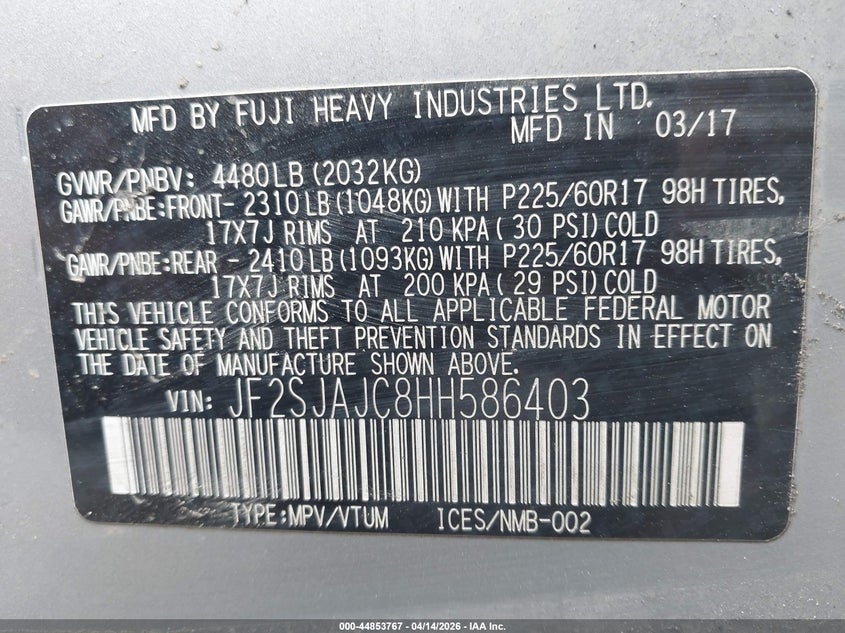 MFD BY FUJI HEAVY INDUSTRIES LTD.
MFD IN 03/17
GVWR/PNBV: 4480LB(2032KG)
GAWR/PNBE:FRONT- 2310LB(1048KG)WITH P225/60R17 98H TIRES,
17X7J RIMS AT 210 KPA( 30 PSI)COLD
GAWR/PNBE:REAR - 2410LB(1093KG)WITH P225/60R17 98H TIRES,
17X7J RIMS AT 200 KPA( 29 PSI)COLD
THIS VEHICLE CONFORMS TO ALL APPLICABLE FEDERAL MOTOR
VEHICLE SAFETY AND THEFT PREVENTION STANDARDS IN EFFECT ON
THE DATE OF MANUFACTURE SHOWN ABOVE.
VIN: JF2SJAJC8HH586403
TYPE:MPV/VTUM ICES/NMB-002
000-44853767 - 04/14/2026 - IAA Inc.